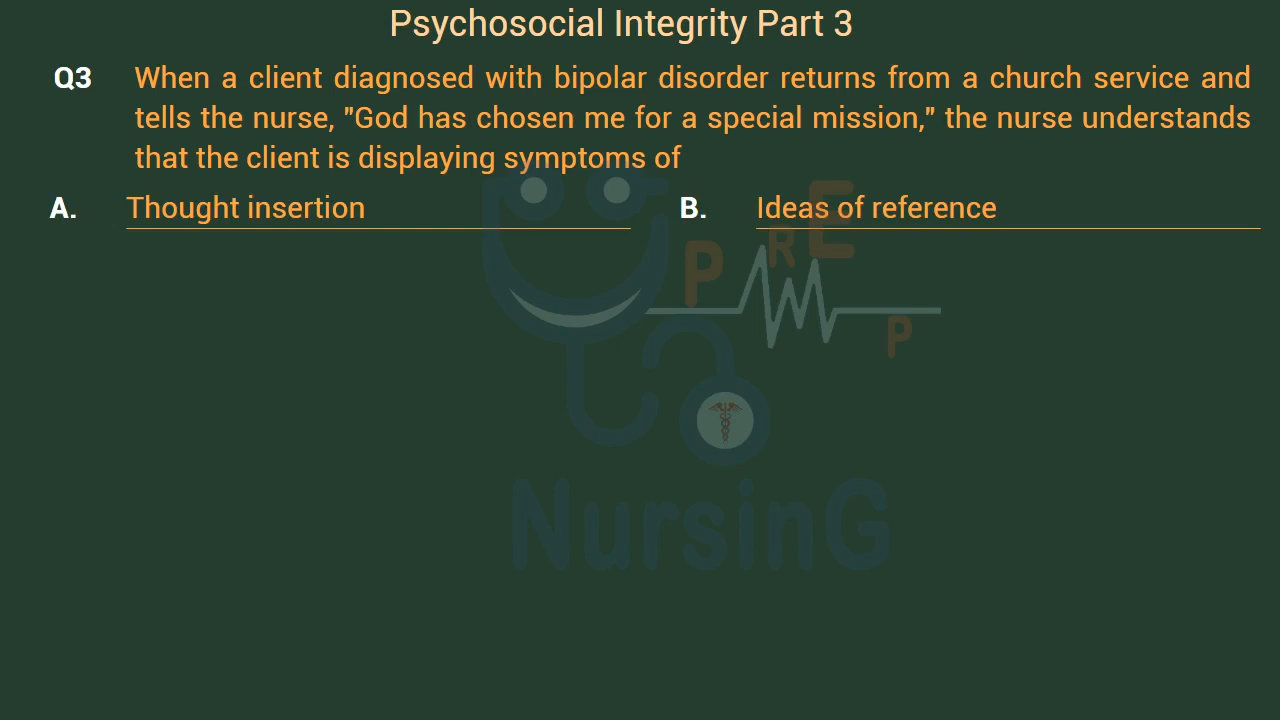 Psychosocial Integrity Part 3
Q3 When a client diagnosed with bipolar disorder returns from a church service and
tells the nurse, "God has chosen me for a special mission," the nurse understands
that the client is displaying symptoms of
A. Thought insertion B. Ideas of reference
PREP
NursinG